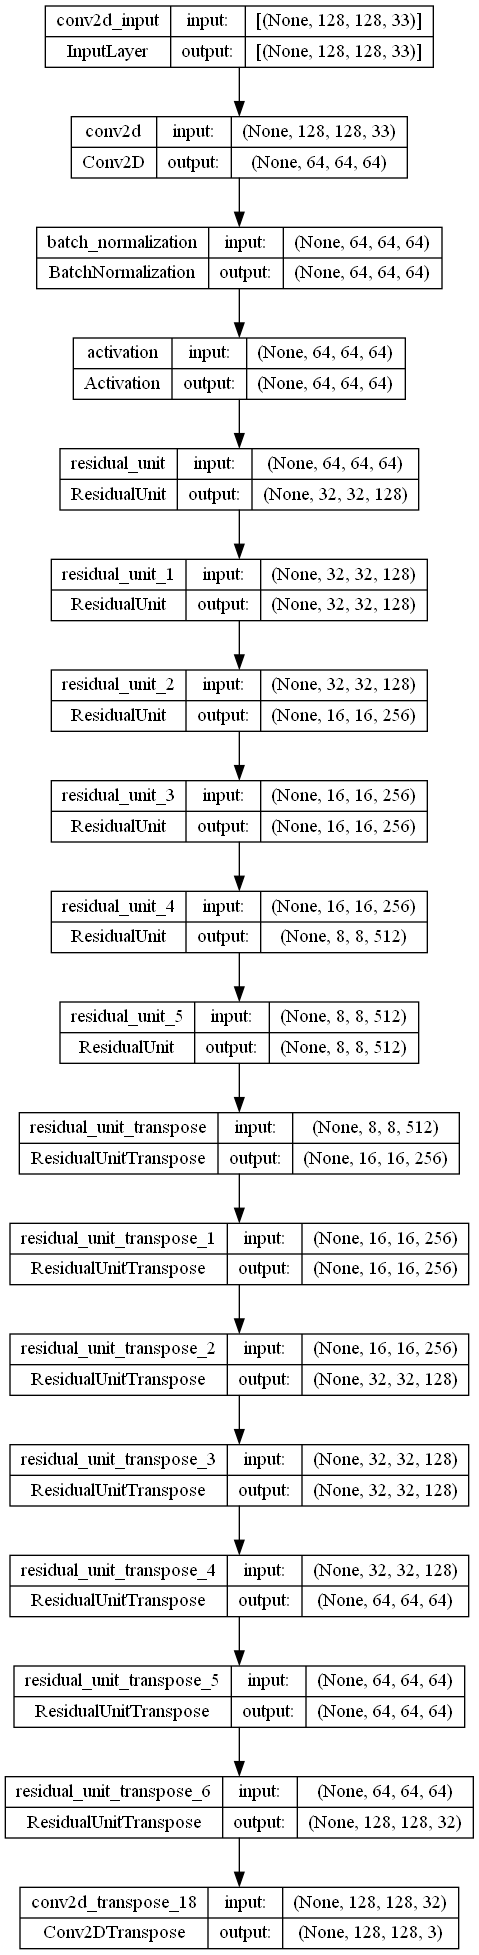 conv2d_input input: [(None, 128, 128, 33)]
InputLayer output: [(None, 128, 128, 33)]
conv2d input: (None, 128, 128, 33)
Conv2D output: (None, 64, 64, 64)
batch_normalization input: (None, 64, 64, 64)
BatchNormalization output: (None, 64, 64, 64)
activation input: (None, 64, 64, 64)
Activation output: (None, 64, 64, 64)
residual_unit input: (None, 64, 64, 64)
ResidualUnit output: (None, 32, 32, 128)
residual_unit_1 input: (None, 32, 32, 128)
ResidualUnit output: (None, 32, 32, 128)
residual_unit_2 input: (None, 32, 32, 128)
ResidualUnit output: (None, 16, 16, 256)
residual_unit_3 input: (None, 16, 16, 256)
ResidualUnit output: (None, 16, 16, 256)
residual_unit_4 input: (None, 16, 16, 256)
ResidualUnit output: (None, 8, 8, 512)
residual_unit_5 input: (None, 8, 8, 512)
ResidualUnit output: (None, 8, 8, 512)
residual_unit_transpose input: (None, 8, 8, 512)
ResidualUnitTranspose output: (None, 16, 16, 256)
residual_unit_transpose_1 input: (None, 16, 16, 256)
ResidualUnitTranspose output: (None, 16, 16, 256)
residual_unit_transpose_2 input: (None, 16, 16, 256)
ResidualUnitTranspose output: (None, 32, 32, 128)
residual_unit_transpose_3 input: (None, 32, 32, 128)
ResidualUnitTranspose output: (None, 32, 32, 128)
residual_unit_transpose_4 input: (None, 32, 32, 128)
ResidualUnitTranspose output: (None, 64, 64, 64)
residual_unit_transpose_5 input: (None, 64, 64, 64)
ResidualUnitTranspose output: (None, 64, 64, 64)
residual_unit_transpose_6 input: (None, 64, 64, 64)
ResidualUnitTranspose output: (None, 128, 128, 32)
conv2d_transpose_18 input: (None, 128, 128, 32)
Conv2DTranspose output: (None, 128, 128, 3)